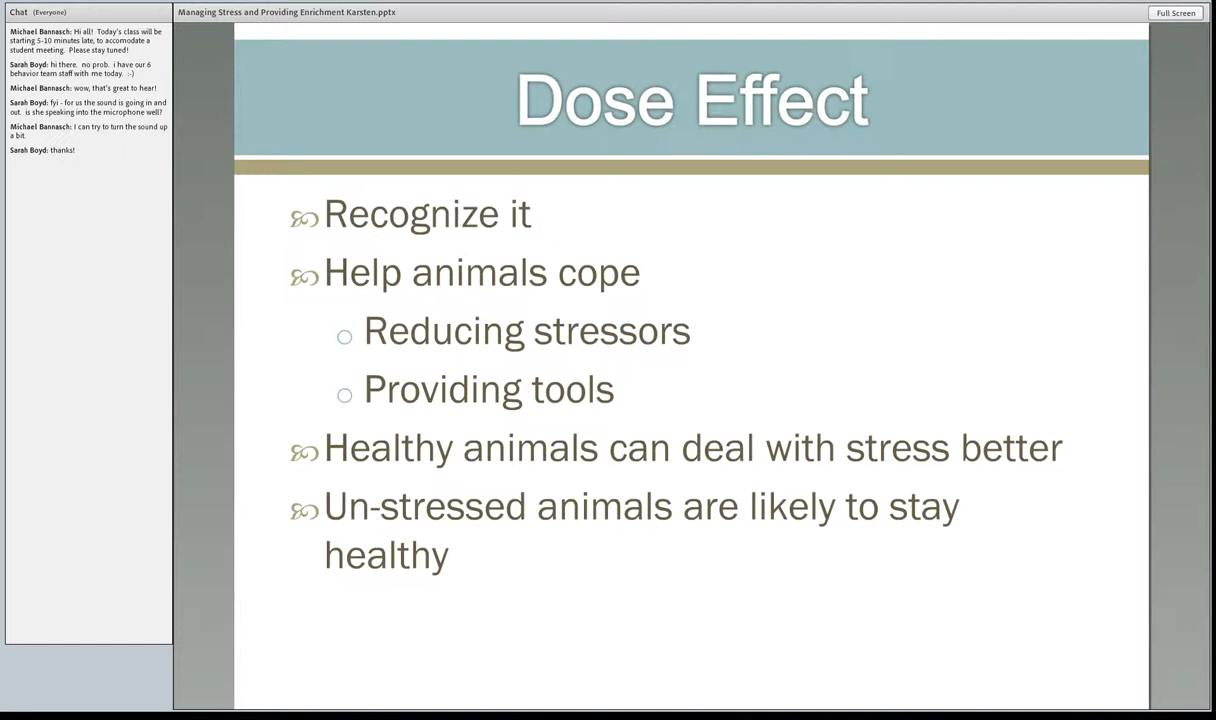 Chat (Everyone)
Michael Bannasch: Hi all! Today's class will be
starting 5-10 minutes late, to accomodate a
student meeting. Please stay tuned!
Sarah Boyd: hi there. no prob. i have our 6
behavior team staff with me today. :-)
Michael Bannasch: wow, that's great to hear!
Sarah Boyd: fyi - for us the sound is going in and
out. is she speaking into the microphone well?
Michael Bannasch: I can try to turn the sound up
a bit.
Sarah Boyd: thanks!
Managing Stress and Providing Enrichment Karsten.pptx
Full Screen
Dose Effect
Recognize it
Help animals cope
Reducing stressors
Providing tools
Healthy animals can deal with stress better
Un-stressed animals are likely to stay
healthy